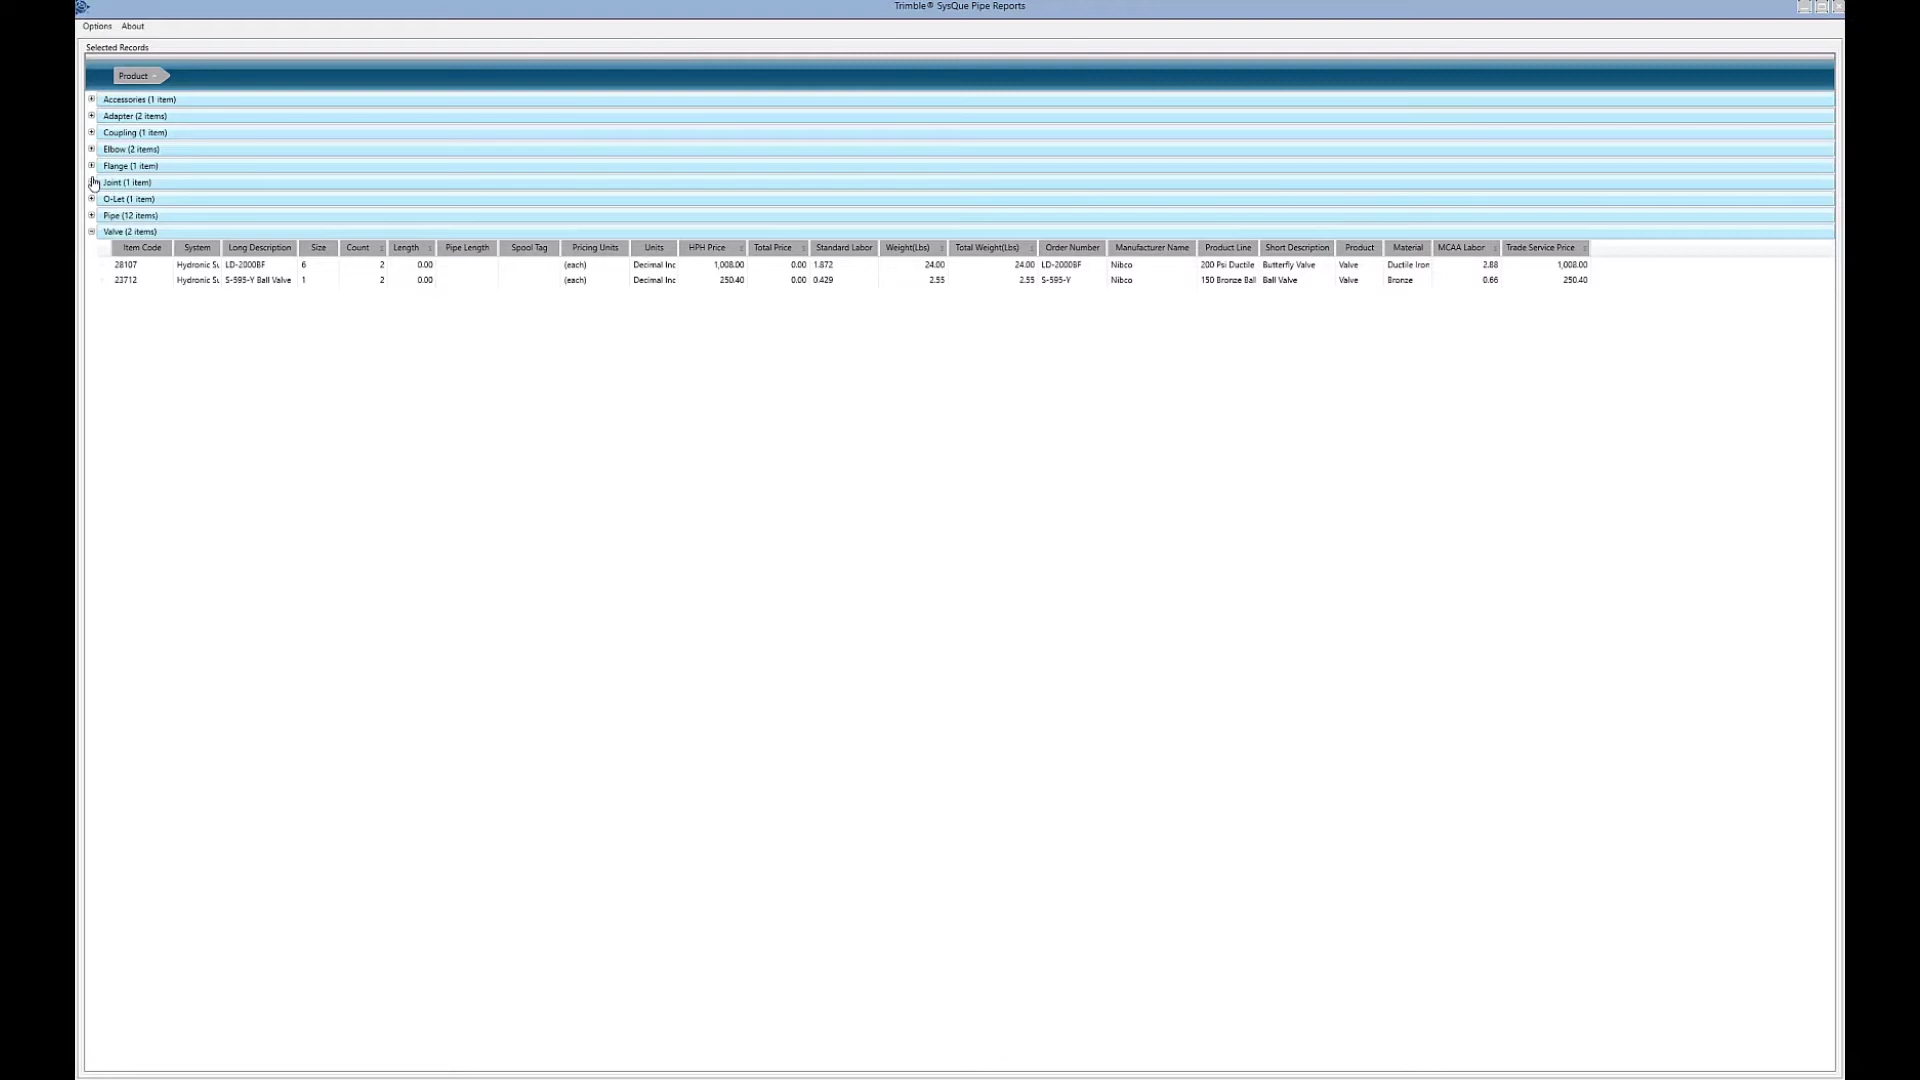 Trimble® SysQue Pipe Reports
Options About
Selected Records
Product
Accessories (1 item)
Adapter (2 items)
Coupling (1 item)
Elbow (2 items)
Flange (1 item)
Joint (1 item)
O-Let (1 item)
Pipe (12 items)
Valve (2 items)
Item Code System Long Description Size Count Length Pipe Length Spool Tag Pricing Units Units HPH Price Total Price Standard Labor Weight(Lbs) Total Weight(Lbs) Order Number Manufacturer Name Product Line Short Description Product Material MCAA Labor Trade Service Price
28107 Hydronic Su LD-2000BF 6 2 0.00 (each) Decimal Inc 1,008.00 0.00 1.872 24.00 24.00 LD-2000BF Nibco 200 Psi Ductile Butterfly Valve Valve Ductile Iron 2.88 1,008.00
23712 Hydronic Su S-595-Y Ball Valve 1 2 0.00 (each) Decimal Inc 250.40 0.00 0.429 2.55 2.55 S-595-Y Nibco 150 Bronze Ball Ball Valve Valve Bronze 0.66 250.40